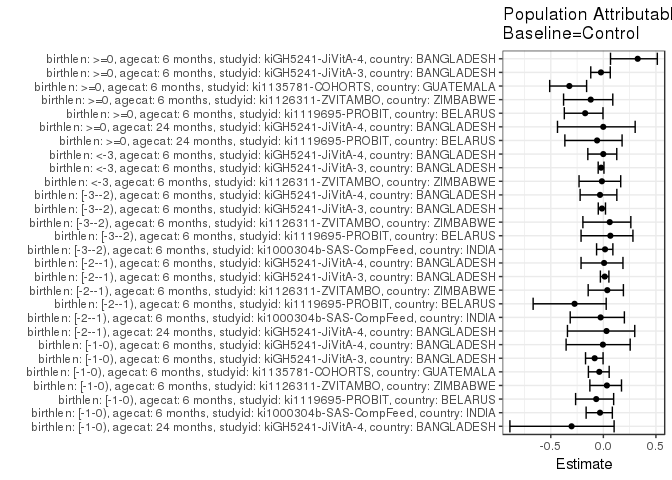 Population Attributabl
Baseline=Control
birthlen: >=0, agecat: 6 months, studyid: kiGH5241-JiVitA-4, country: BANGLADESH
birthlen: >=0, agecat: 6 months, studyid: kiGH5241-JiVitA-3, country: BANGLADESH
birthlen: >=0, agecat: 6 months, studyid: ki1135781-COHORTS, country: GUATEMALA
birthlen: >=0, agecat: 6 months, studyid: ki1126311-ZVITAMBO, country: ZIMBABWE
birthlen: >=0, agecat: 6 months, studyid: ki1119695-PROBIT, country: BELARUS
birthlen: >=0, agecat: 24 months, studyid: kiGH5241-JiVitA-4, country: BANGLADESH
birthlen: >=0, agecat: 24 months, studyid: ki1119695-PROBIT, country: BELARUS
birthlen: <-3, agecat: 6 months, studyid: kiGH5241-JiVitA-4, country: BANGLADESH
birthlen: <-3, agecat: 6 months, studyid: kiGH5241-JiVitA-3, country: BANGLADESH
birthlen: <-3, agecat: 6 months, studyid: ki1126311-ZVITAMBO, country: ZIMBABWE
birthlen: [-3--2), agecat: 6 months, studyid: kiGH5241-JiVitA-4, country: BANGLADESH
birthlen: [-3--2), agecat: 6 months, studyid: kiGH5241-JiVitA-3, country: BANGLADESH
birthlen: [-3--2), agecat: 6 months, studyid: ki1126311-ZVITAMBO, country: ZIMBABWE
birthlen: [-3--2), agecat: 6 months, studyid: ki1119695-PROBIT, country: BELARUS
birthlen: [-3--2), agecat: 6 months, studyid: ki1000304b-SAS-CompFeed, country: INDIA
birthlen: [-2--1), agecat: 6 months, studyid: kiGH5241-JiVitA-4, country: BANGLADESH
birthlen: [-2--1), agecat: 6 months, studyid: kiGH5241-JiVitA-3, country: BANGLADESH
birthlen: [-2--1), agecat: 6 months, studyid: ki1126311-ZVITAMBO, country: ZIMBABWE
birthlen: [-2--1), agecat: 6 months, studyid: ki1119695-PROBIT, country: BELARUS
birthlen: [-2--1), agecat: 6 months, studyid: ki1000304b-SAS-CompFeed, country: INDIA
birthlen: [-2--1), agecat: 24 months, studyid: kiGH5241-JiVitA-4, country: BANGLADESH
birthlen: [-1-0), agecat: 6 months, studyid: kiGH5241-JiVitA-4, country: BANGLADESH
birthlen: [-1-0), agecat: 6 months, studyid: kiGH5241-JiVitA-3, country: BANGLADESH
birthlen: [-1-0), agecat: 6 months, studyid: ki1135781-COHORTS, country: GUATEMALA
birthlen: [-1-0), agecat: 6 months, studyid: ki1126311-ZVITAMBO, country: ZIMBABWE
birthlen: [-1-0), agecat: 6 months, studyid: ki1119695-PROBIT, country: BELARUS
birthlen: [-1-0), agecat: 6 months, studyid: ki1000304b-SAS-CompFeed, country: INDIA
birthlen: [-1-0), agecat: 24 months, studyid: kiGH5241-JiVitA-4, country: BANGLADESH
-0.5 0.0 0.5
Estimate